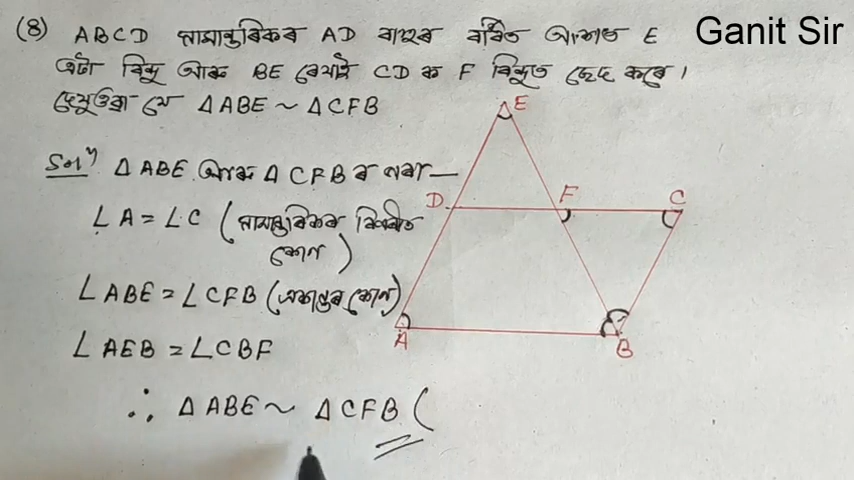 Ganit Sir
(8) ABCD সামান্তৰিকৰ AD বাহুৰ বৰ্ধিত অংশত E
এটা বিন্দু আৰু BE ৰেখাই CD ক F বিন্দুত ছেদ কৰে।
দেখুওৱা যে ΔABE ~ ΔCFB
Solⁿ ΔABE আৰু ΔCFB ৰ পৰা —
∠A = ∠C (সামান্তৰিকৰ বিপৰীত
কোণ)
∠ABE = ∠CFB (একান্তৰ কোণ)
∠AEB = ∠CBF
∴ ΔABE ~ ΔCFB (
E
D F C
A B